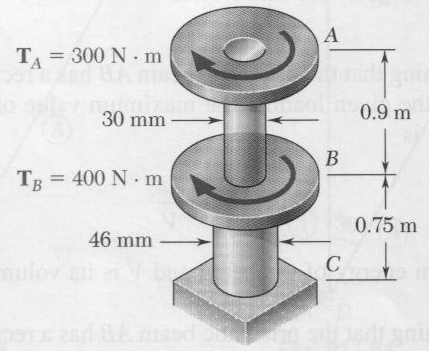 A
T_A = 300 N · m
30 mm
0.9 m
B
T_B = 400 N · m
0.75 m
46 mm
C